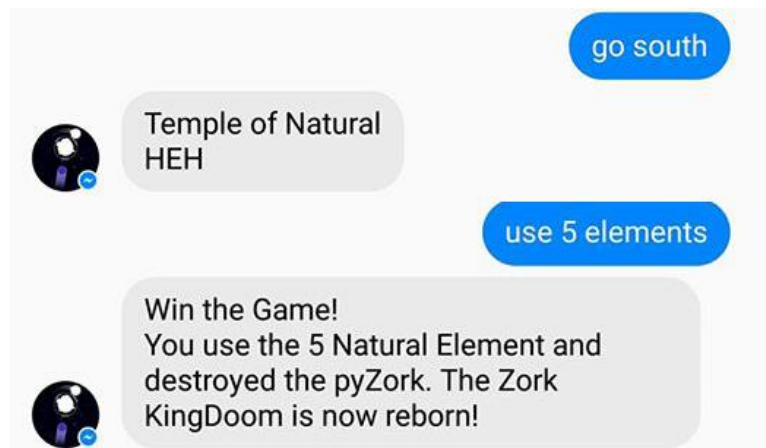 go south
Temple of Natural
HEH
use 5 elements
Win the Game!
You use the 5 Natural Element and
destroyed the pyZork. The Zork
KingDoom is now reborn!